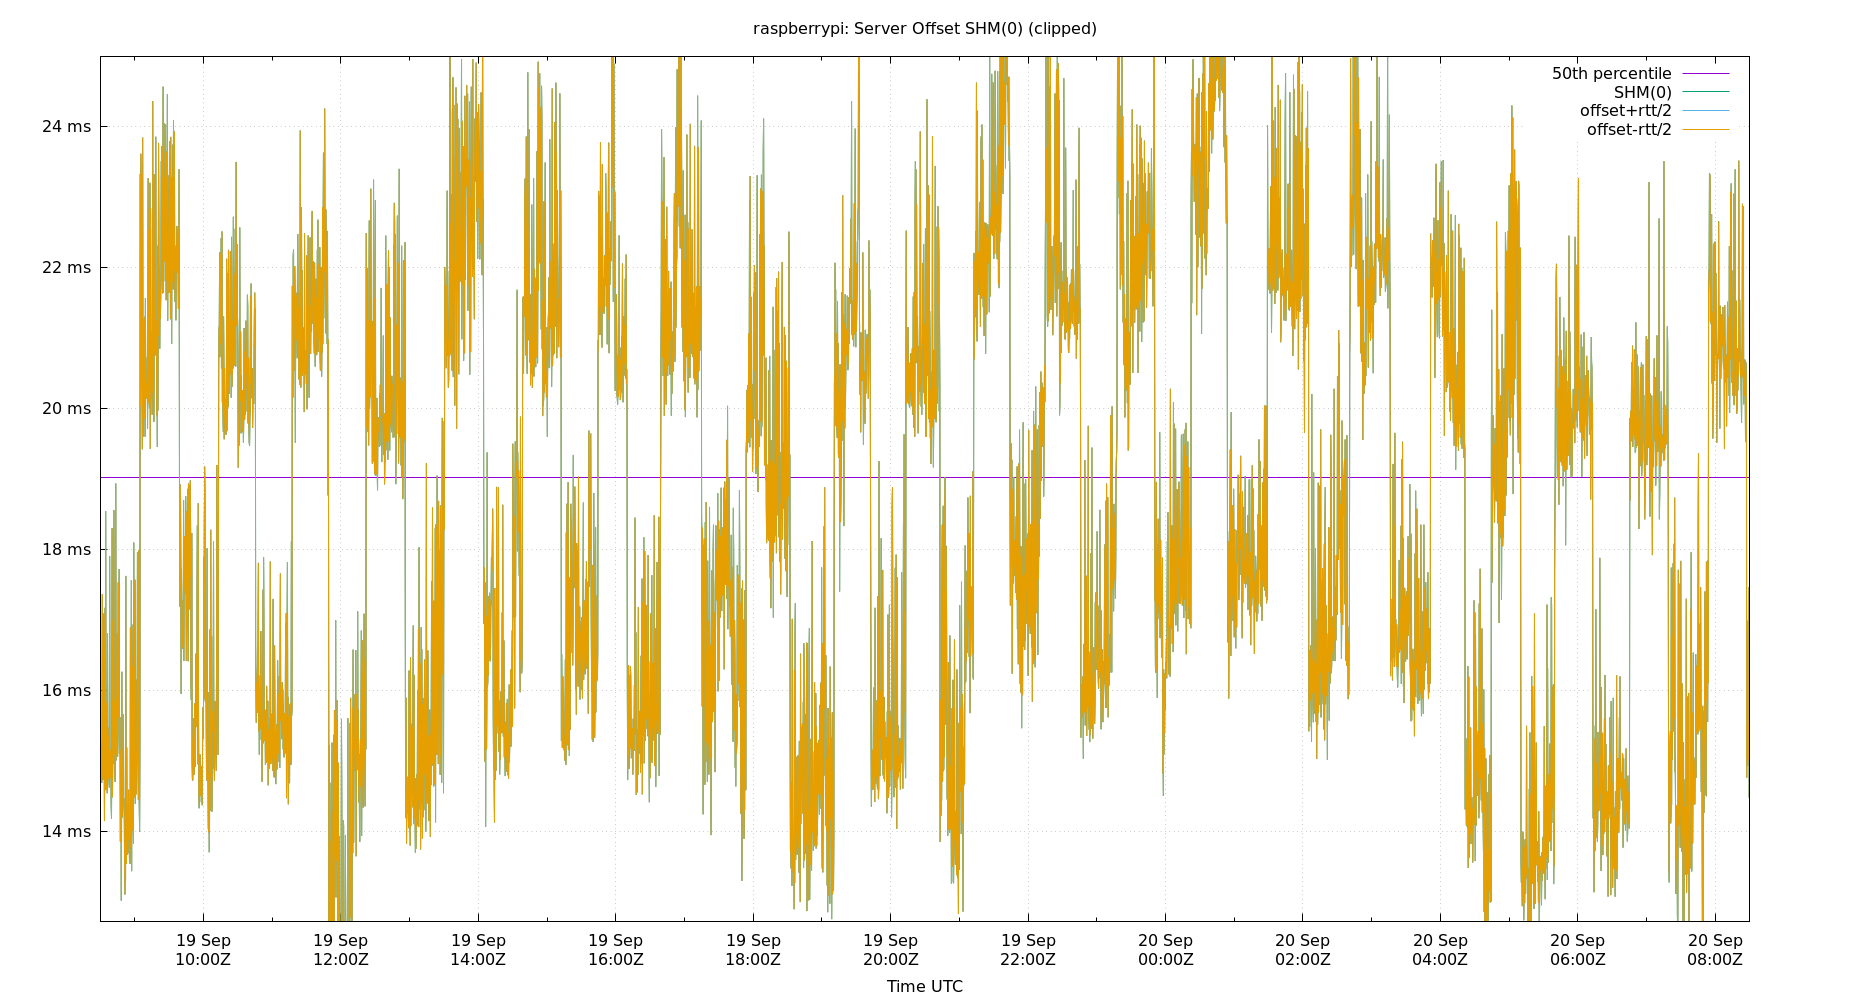 raspberrypi: Server Offset SHM(0) (clipped)
50th percentile
SHM(0)
offset+rtt/2
offset-rtt/2
24 ms
22 ms
20 ms
18 ms
16 ms
14 ms
19 Sep 19 Sep 19 Sep 19 Sep 19 Sep 19 Sep 19 Sep 20 Sep 20 Sep 20 Sep 20 Sep 20 Sep
10:00Z 12:00Z 14:00Z 16:00Z 18:00Z 20:00Z 22:00Z 00:00Z 02:00Z 04:00Z 06:00Z 08:00Z
Time UTC